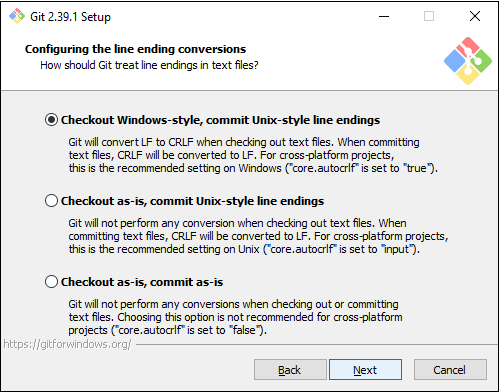 Git 2.39.1 Setup
Configuring the line ending conversions
How should Git treat line endings in text files?
Checkout Windows-style, commit Unix-style line endings
Git will convert LF to CRLF when checking out text files. When committing
text files, CRLF will be converted to LF. For cross-platform projects,
this is the recommended setting on Windows ("core.autocrlf" is set to "true").
Checkout as-is, commit Unix-style line endings
Git will not perform any conversion when checking out text files. When
committing text files, CRLF will be converted to LF. For cross-platform projects,
this is the recommended setting on Unix ("core.autocrlf" is set to "input").
Checkout as-is, commit as-is
Git will not perform any conversions when checking out or committing
text files. Choosing this option is not recommended for cross-platform
projects ("core.autocrlf" is set to "false").
https://gitforwindows.org/
Back
Next
Cancel